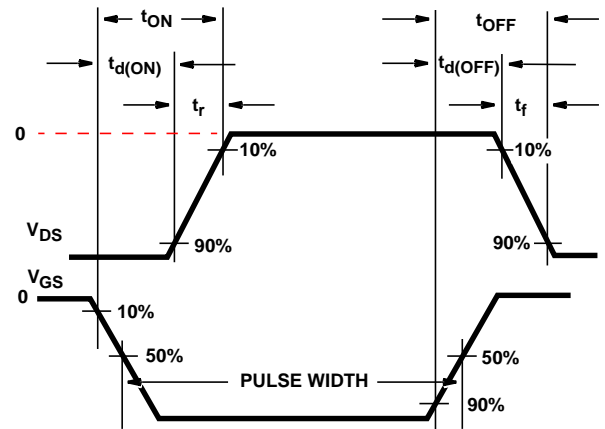 tON
tOFF
td(ON)
td(OFF)
tr
tf
0
10%
10%
VDS
90%
90%
VGS
0
10%
50%
50%
PULSE WIDTH
90%